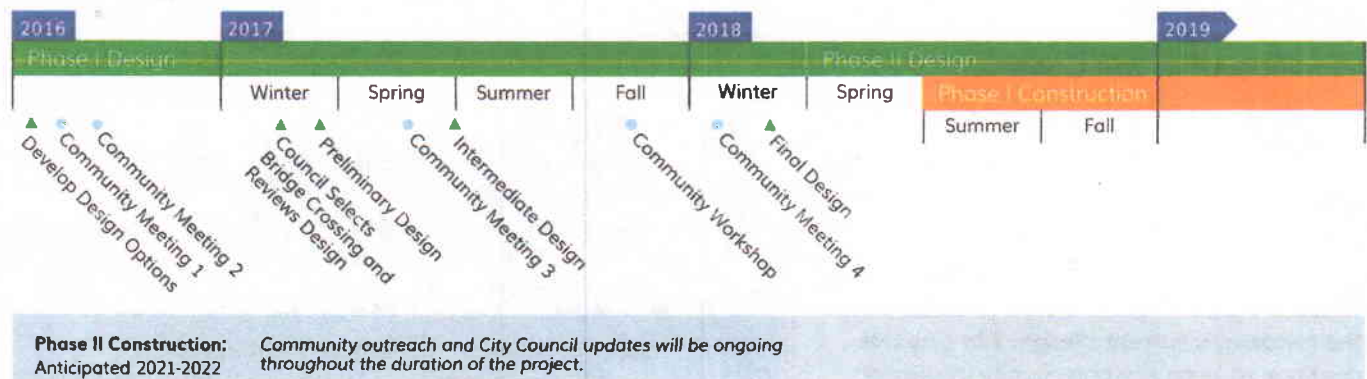 2016
2017
2018
2019
Phase I Design
Phase II Design
Winter
Spring
Summer
Fall
Winter
Spring
Phase I Construction
Summer
Fall
Develop Design Options
Community Meeting 1
Community Meeting 2
Council Selects
Bridge Crossing and
Reviews Design
Preliminary Design
Community Meeting 3
Intermediate Design
Community Workshop
Community Meeting 4
Final Design
Phase II Construction:
Anticipated 2021-2022
Community outreach and City Council updates will be ongoing
throughout the duration of the project.